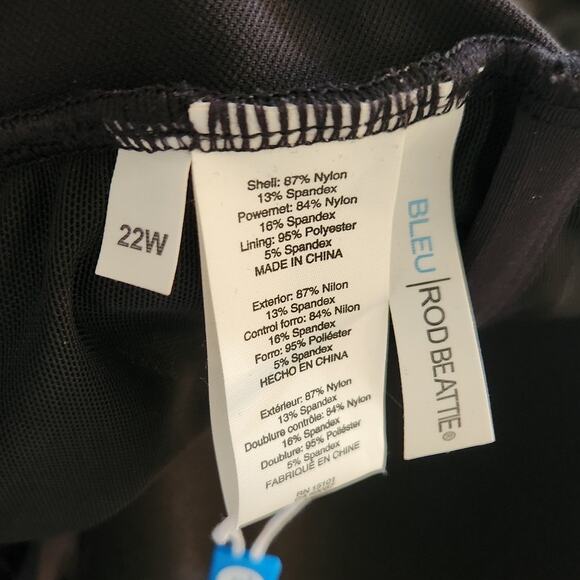 22W
Shell: 87% Nylon
13% Spandex
Powernet: 84% Nylon
16% Spandex
Lining: 95% Polyester
5% Spandex
MADE IN CHINA
Exterior: 87% Nilon
13% Spandex
Control forro: 84% Nilon
16% Spandex
Forro: 95% Poliéster
5% Spandex
HECHO EN CHINA
Extérieur: 87% Nylon
13% Spandex
Doublure contrôle: 84% Nylon
16% Spandex
Doublure: 95% Poliéster
5% Spandex
FABRIQUÉ EN CHINE
RN 15101
BLEU|ROD BEATTIE®